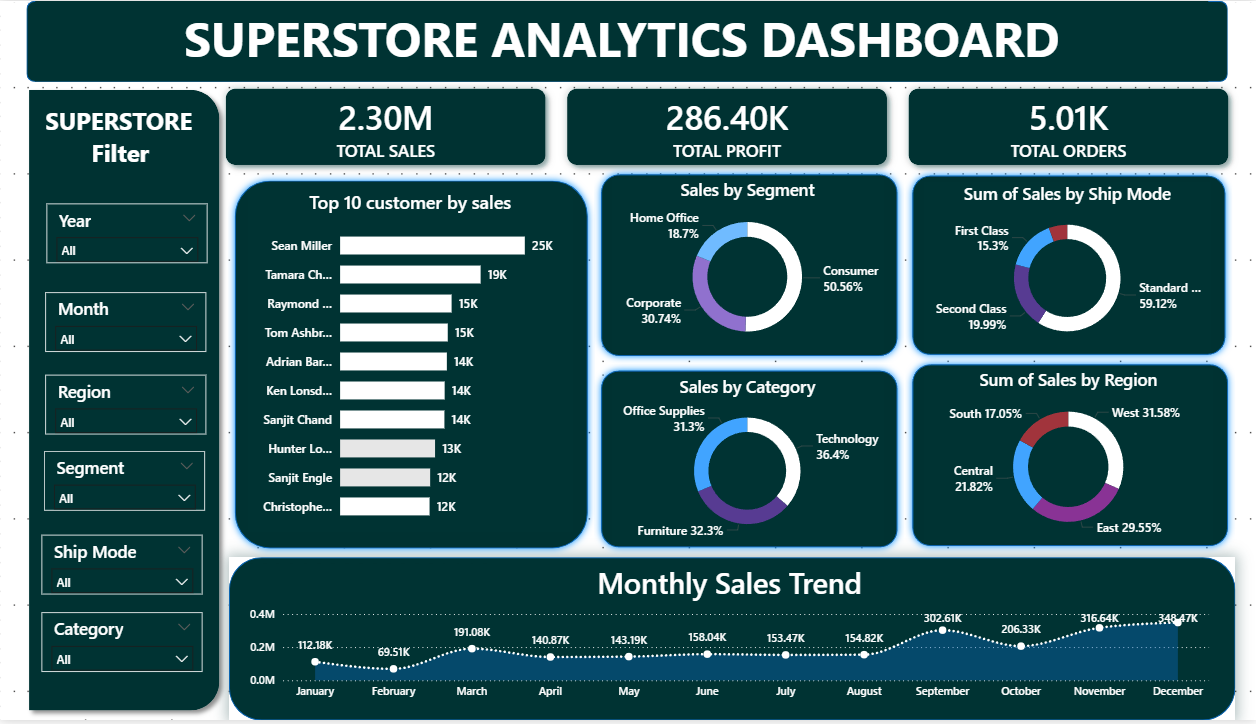 SUPERSTORE ANALYTICS DASHBOARD
SUPERSTORE
Filter
Year
All
Month
All
Region
All
Segment
All
Ship Mode
All
Category
All
2.30M
TOTAL SALES
286.40K
TOTAL PROFIT
5.01K
TOTAL ORDERS
Top 10 customer by sales
Sean Miller 25K
Tamara Ch... 19K
Raymond ... 15K
Tom Ashbr... 15K
Adrian Bar... 14K
Ken Lonsd... 14K
Sanjit Chand 14K
Hunter Lo... 13K
Sanjit Engle 12K
Christophe... 12K
Sales by Segment
Home Office
18.7%
Consumer
50.56%
Corporate
30.74%
Sum of Sales by Ship Mode
First Class
15.3%
Standard ...
59.12%
Second Class
19.99%
Sales by Category
Office Supplies
31.3%
Technology
36.4%
Furniture 32.3%
Sum of Sales by Region
South 17.05%
West 31.58%
Central
21.82%
East 29.55%
Monthly Sales Trend
0.4M
0.2M
0.0M
112.18K 69.51K 191.08K 140.87K 143.19K 158.04K 153.47K 154.82K 302.61K 206.33K 316.64K 348.47K
January February March April May June July August September October November December